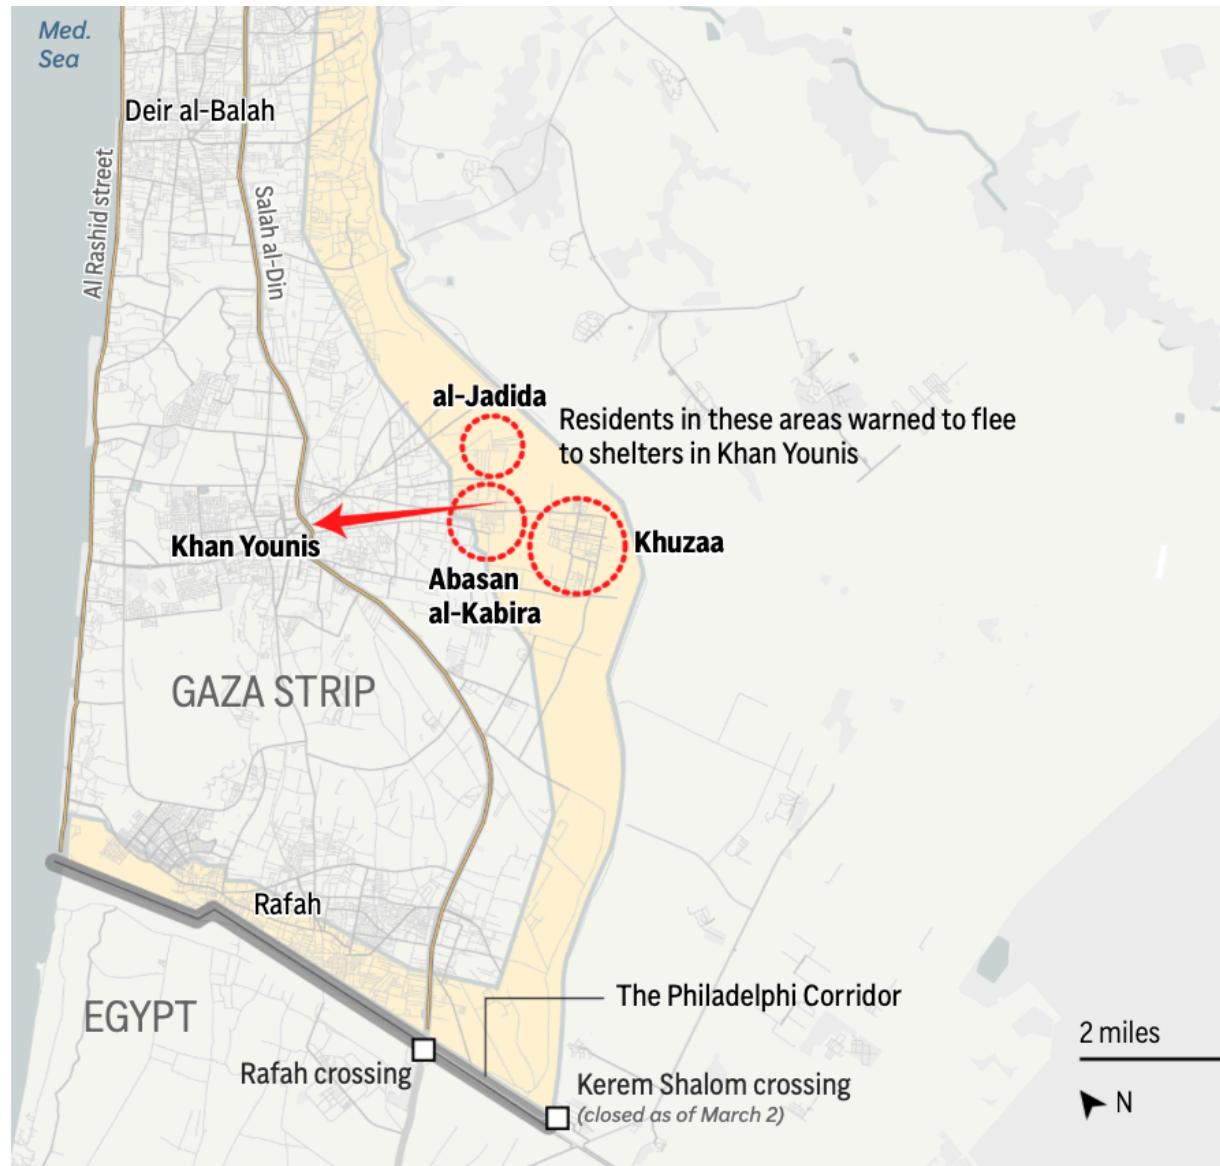 Med.
Sea
Deir al-Balah
Al Rashid street
Salah al-Din
al-Jadida
Residents in these areas warned to flee
to shelters in Khan Younis
Khan Younis
Khuzaa
Abasan
al-Kabira
GAZA STRIP
Rafah
EGYPT
The Philadelphi Corridor
2 miles
Rafah crossing
Kerem Shalom crossing
(closed as of March 2)
N